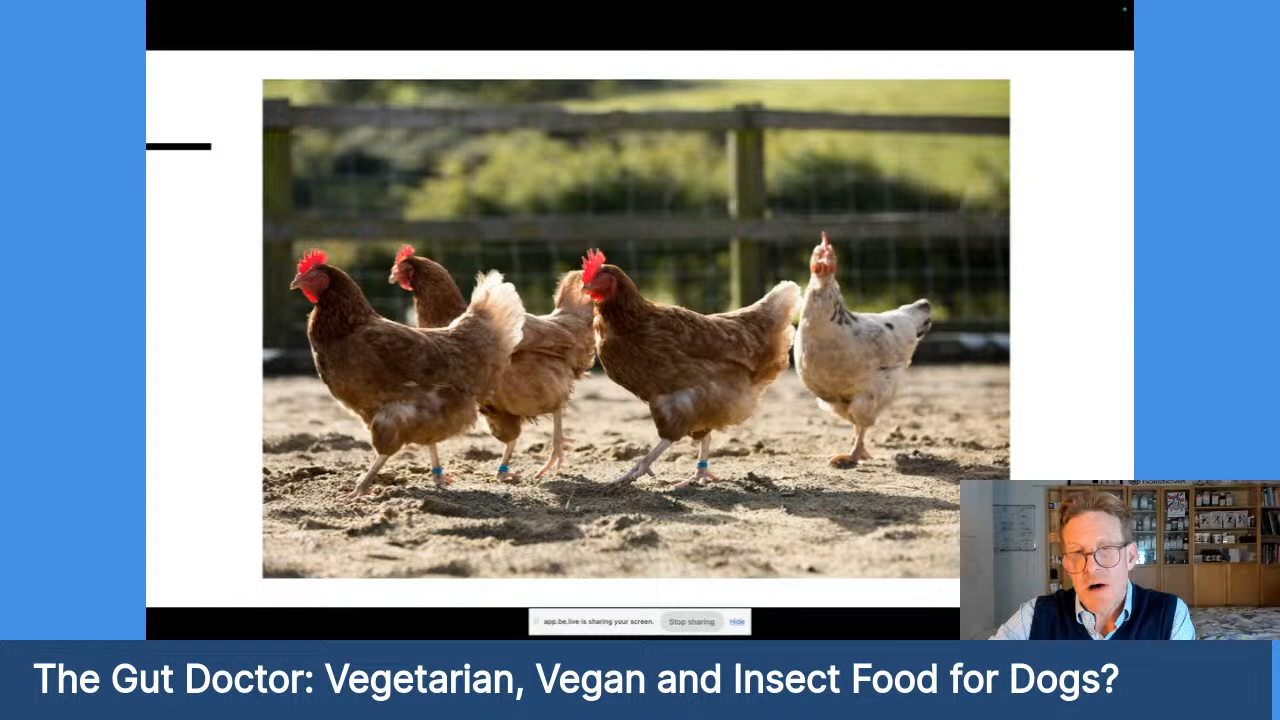 app.be.live is sharing your screen. Stop sharing Hide
The Gut Doctor: Vegetarian, Vegan and Insect Food for Dogs?